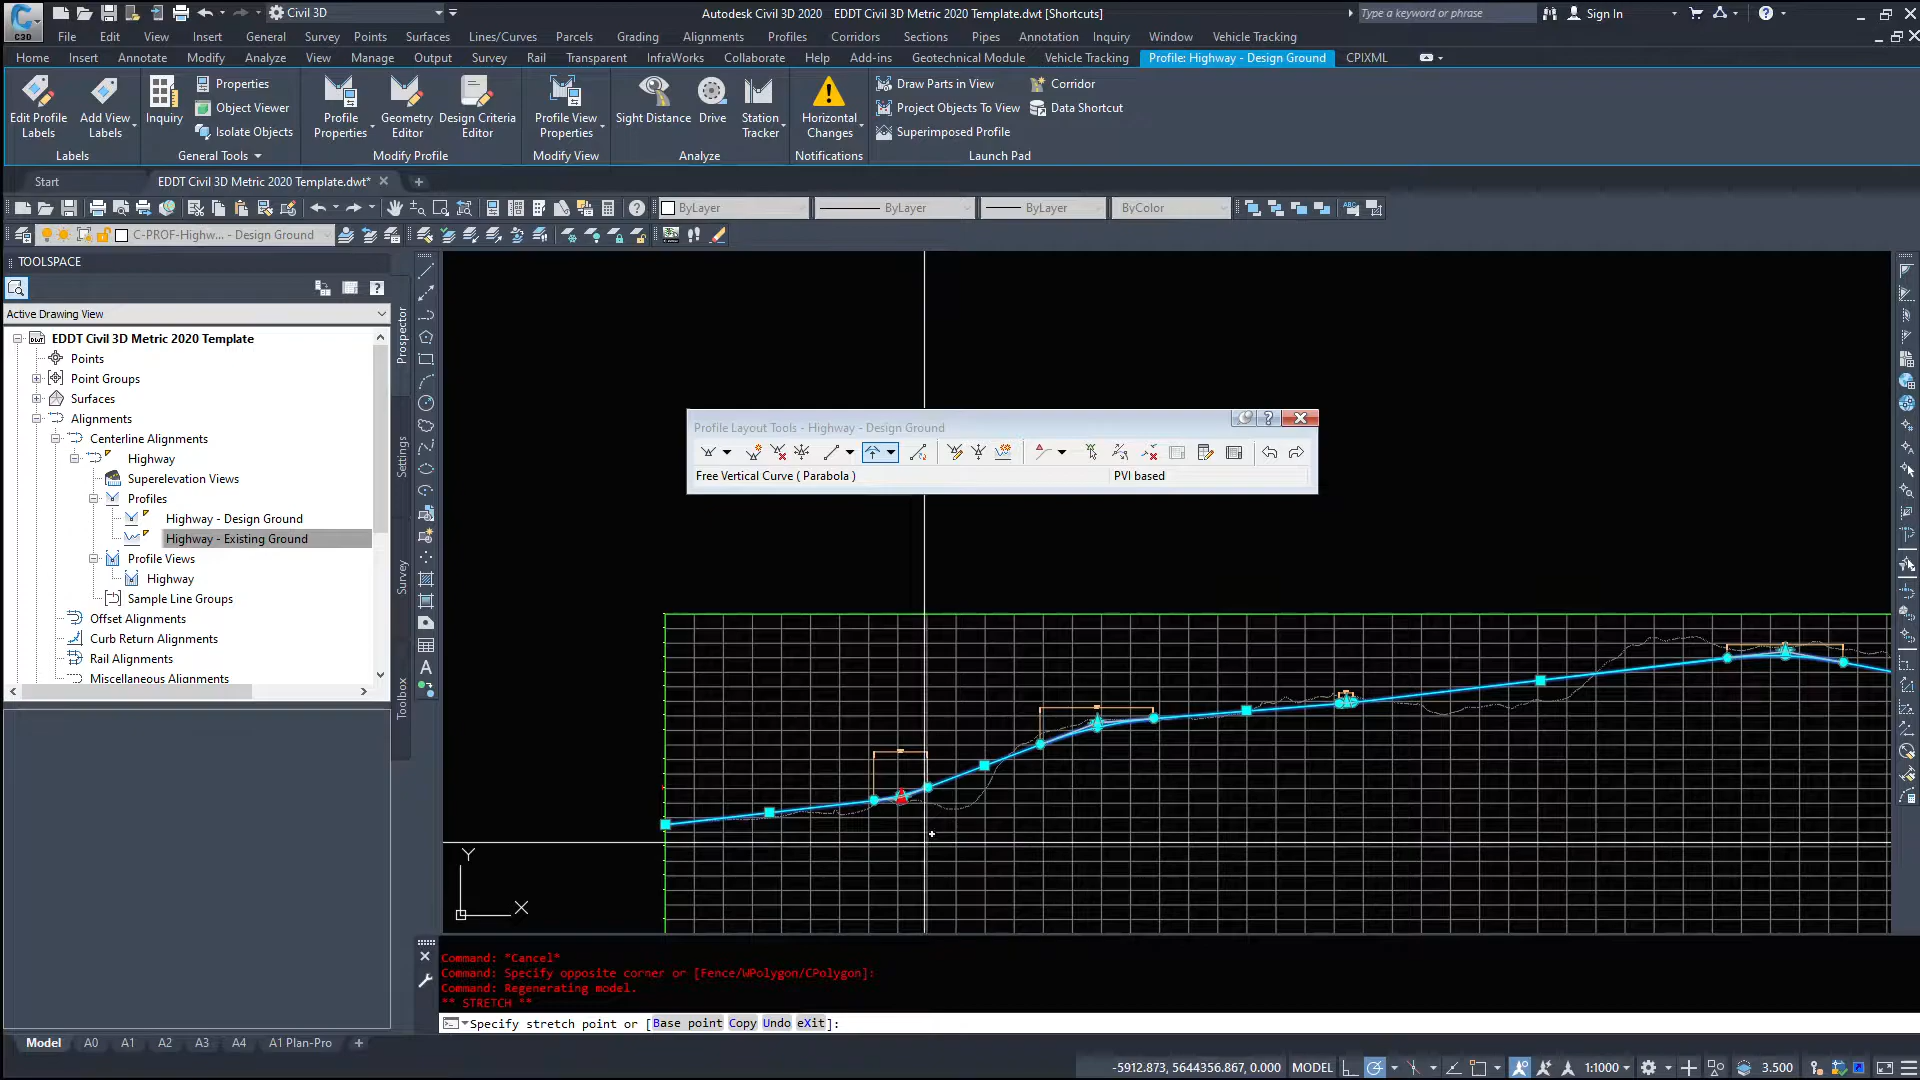 Civil 3D
Autodesk Civil 3D 2020 EDDT Civil 3D Metric 2020 Template.dwt [Shortcuts]
Type a keyword or phrase
Sign In
C3D
File Edit View Insert General Survey Points Surfaces Lines/Curves Parcels Grading Alignments Profiles Corridors Sections Pipes Annotation Inquiry Window Vehicle Tracking
Home Insert Annotate Modify Analyze View Manage Output Survey Rail Transparent InfraWorks Collaborate Help Add-ins Geotechnical Module Vehicle Tracking Profile: Highway - Design Ground CPIXML
Edit Profile Labels
Add View Labels
Labels
Inquiry
Properties
Object Viewer
Isolate Objects
General Tools
Profile Properties
Geometry Editor
Design Criteria Editor
Modify Profile
Profile View Properties
Modify View
Sight Distance
Drive
Station Tracker
Analyze
Horizontal Changes
Notifications
Draw Parts in View
Project Objects To View
Superimposed Profile
Corridor
Data Shortcut
Launch Pad
Start
EDDT Civil 3D Metric 2020 Template.dwt*
ByLayer
ByLayer
ByLayer
ByColor
C-PROF-Highw... - Design Ground
TOOLSPACE
Active Drawing View
EDDT Civil 3D Metric 2020 Template
Points
Point Groups
Surfaces
Alignments
Centerline Alignments
Highway
Superelevation Views
Profiles
Highway - Design Ground
Highway - Existing Ground
Profile Views
Highway
Sample Line Groups
Offset Alignments
Curb Return Alignments
Rail Alignments
Miscellaneous Alignments
Prospector
Settings
Survey
Toolbox
Profile Layout Tools - Highway - Design Ground
Free Vertical Curve ( Parabola )
PVI based
Y
X
Command: *Cancel*
Command: Specify opposite corner or [Fence/WPolygon/CPolygon]:
Command: Regenerating model.
** STRETCH **
Specify stretch point or [Base point Copy Undo eXit]:
Model A0 A1 A2 A3 A4 A1 Plan-Pro
-5912.873, 5644356.867, 0.000 MODEL
1:1000
3.500